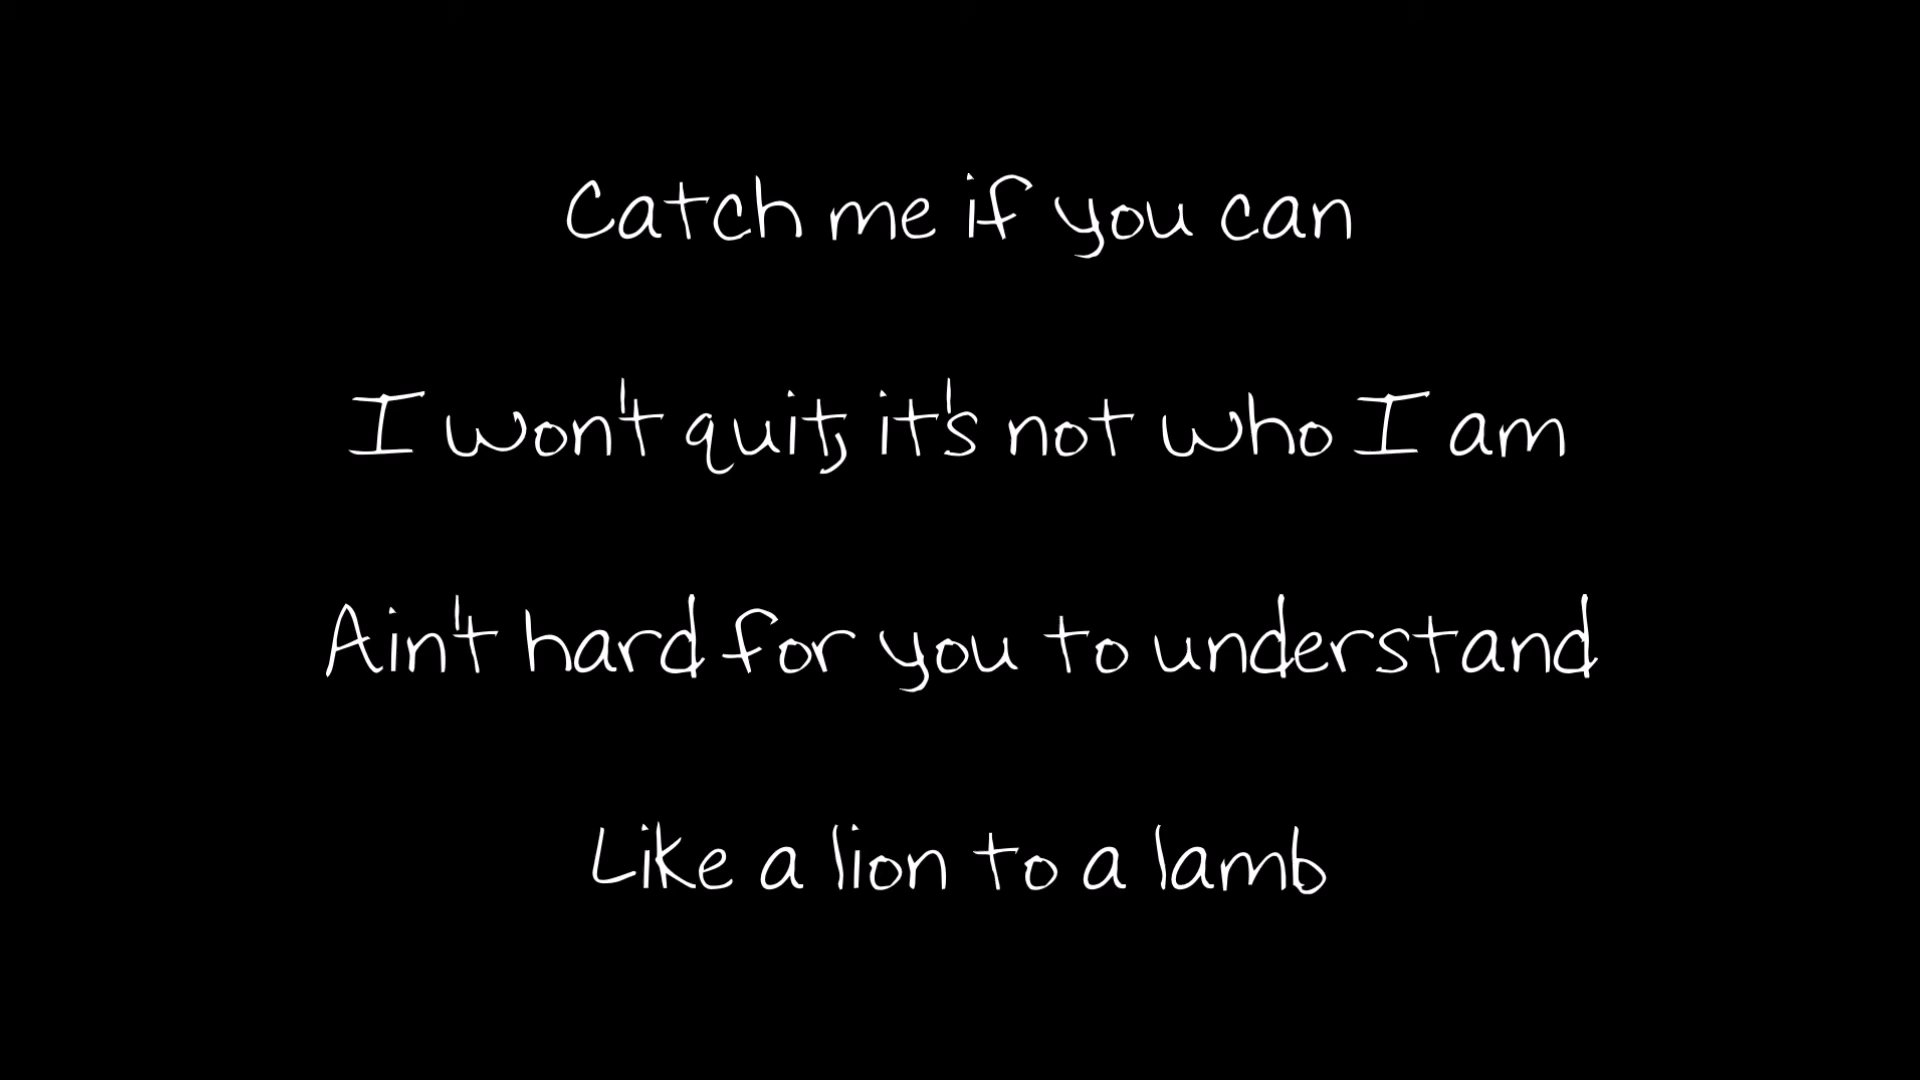 Catch me if you can
I won't quit, it's not who I am
Ain't hard for you to understand
Like a lion to a lamb